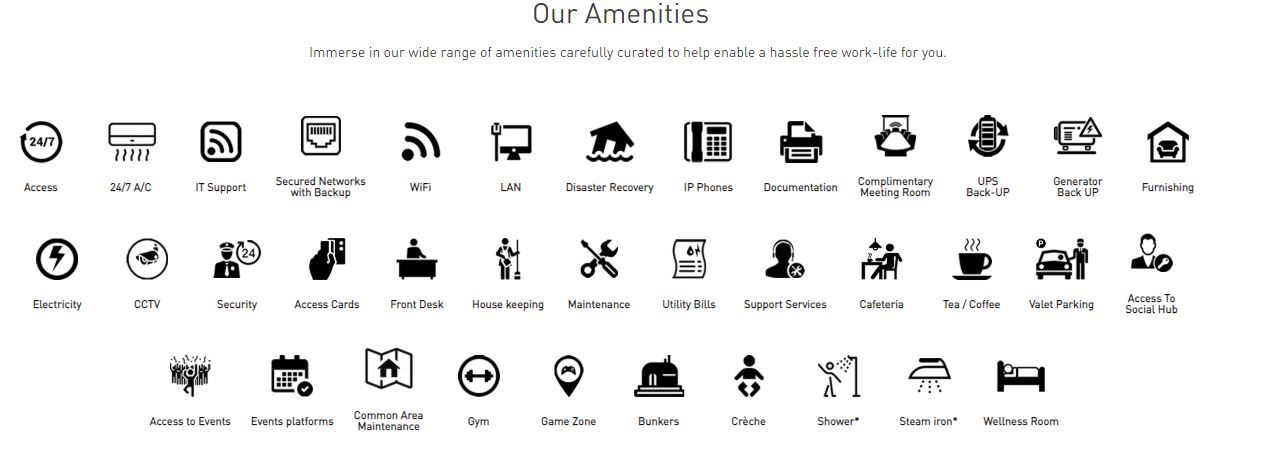 Our Amenities
Immerse in our wide range of amenities carefully curated to help enable a hassle free work-life for you.
24/7
Access
24/7 A/C
IT Support
Secured Networks
with Backup
WiFi
LAN
Disaster Recovery
IP Phones
Documentation
Complimentary
Meeting Room
UPS
Back-UP
Generator
Back UP
Furnishing
Electricity
CCTV
24
Security
Access Cards
Front Desk
House keeping
Maintenance
Utility Bills
Support Services
Cafeteria
Tea / Coffee
P
Valet Parking
Access To
Social Hub
Access to Events
Events platforms
Common Area
Maintenance
Gym
Game Zone
Bunkers
Crèche
Shower*
Steam iron*
Wellness Room